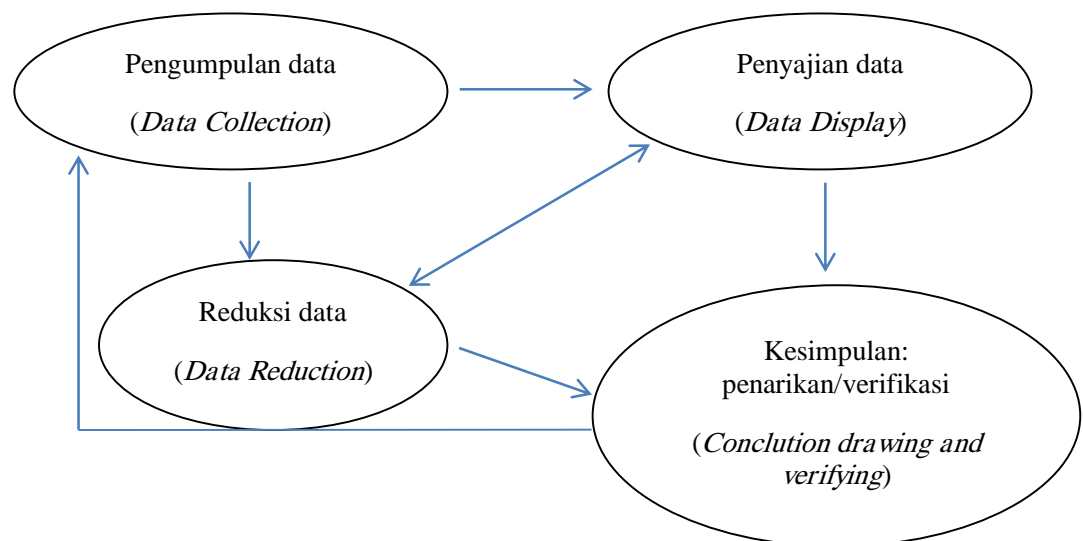 Pengumpulan data
(Data Collection)
Penyajian data
(Data Display)
Reduksi data
(Data Reduction)
Kesimpulan:
penarikan/verifikasi
(Conclution drawing and
verifying)